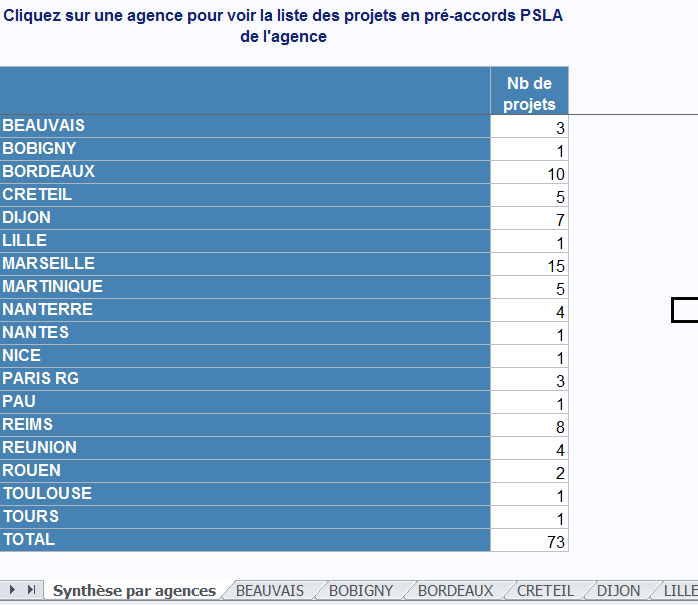 Cliquez sur une agence pour voir la liste des projets en pré-accords PSLA
de l'agence
Nb de
projets
BEAUVAIS 3
BOBIGNY 1
BORDEAUX 10
CRETEIL 5
DIJON 7
LILLE 1
MARSEILLE 15
MARTINIQUE 5
NANTERRE 4
NANTES 1
NICE 1
PARIS RG 3
PAU 1
REIMS 8
REUNION 4
ROUEN 2
TOULOUSE 1
TOURS 1
TOTAL 73
Synthèse par agences BEAUVAIS BOBIGNY BORDEAUX CRETEIL DIJON LILLE